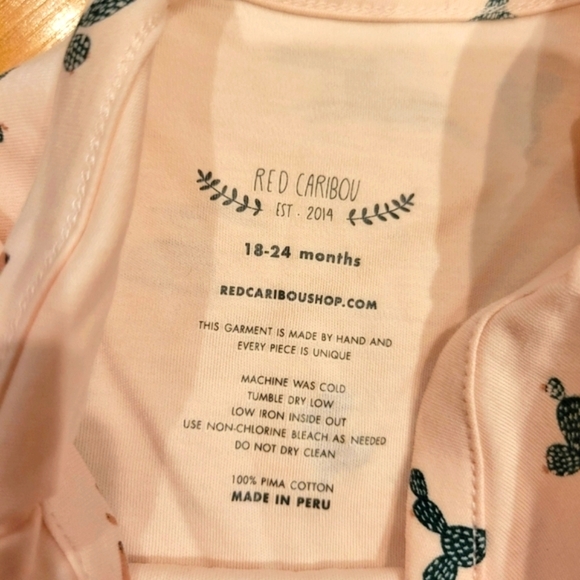 RED CARIBOU
EST · 2014
18-24 months
REDCARIBOUSHOP.COM
THIS GARMENT IS MADE BY HAND AND
EVERY PIECE IS UNIQUE
MACHINE WAS COLD
TUMBLE DRY LOW
LOW IRON INSIDE OUT
USE NON-CHLORINE BLEACH AS NEEDED
DO NOT DRY CLEAN
100% PIMA COTTON
MADE IN PERU